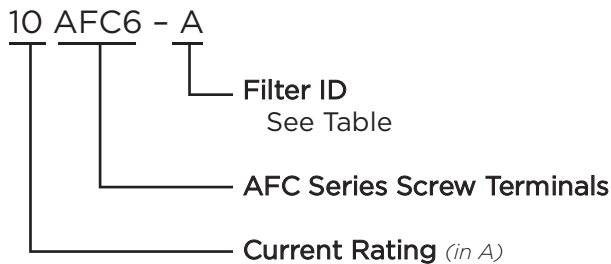 10 AFC6 – A
Filter ID
See Table
AFC Series Screw Terminals
Current Rating (in A)